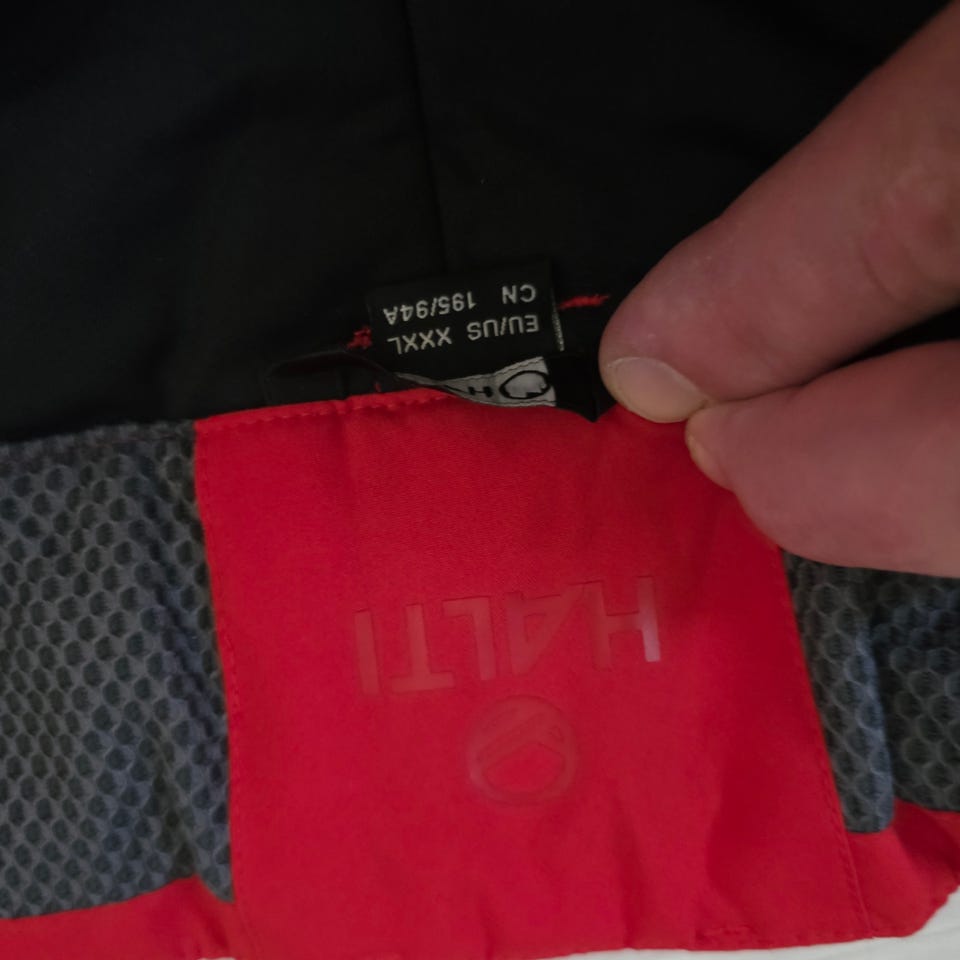 HALTI
H
EU/US XXXL
CN 195/94A